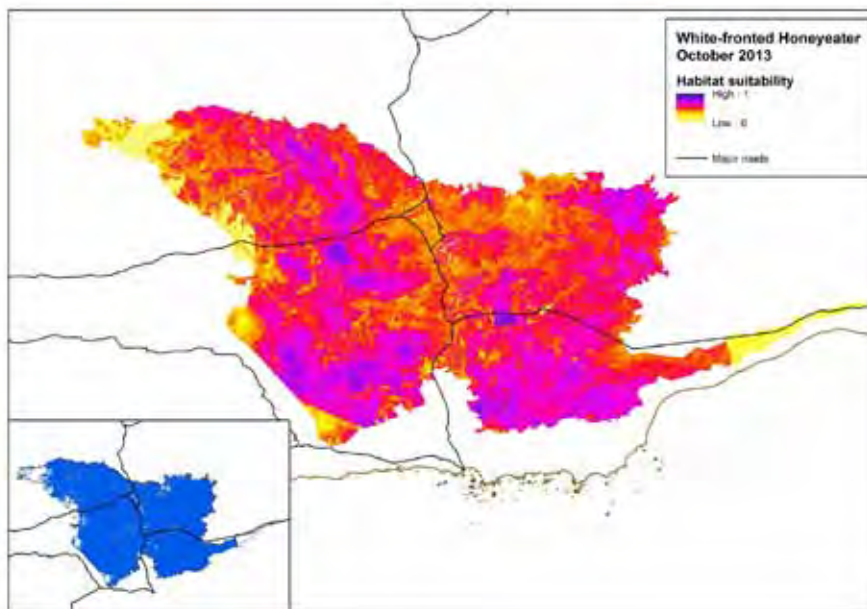 White-fronted Honeyeater
October 2013
Habitat suitability
High : 1
Low : 0
Major roads